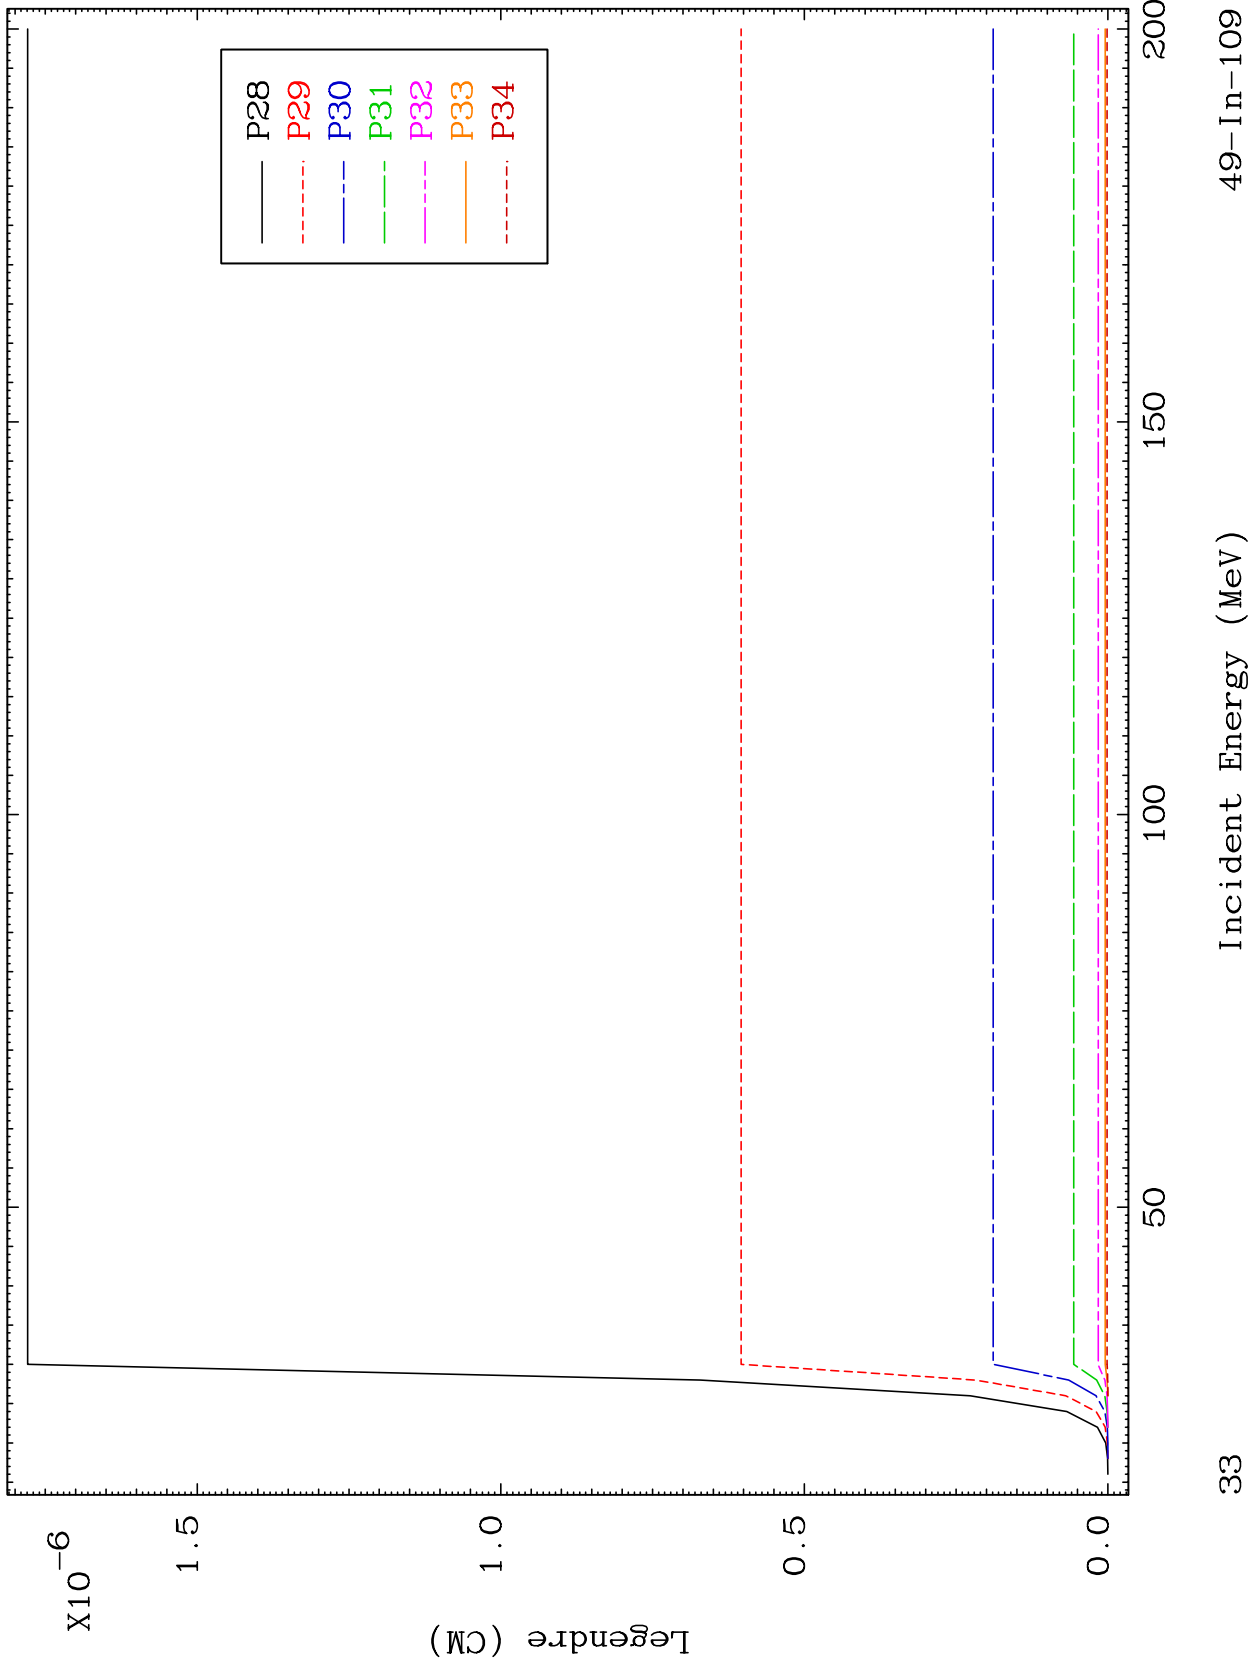 X10-6
1.5
1.0
0.5
0.0
Legendre (CM)
P28
P29
P30
P31
P32
P33
P34
50
100
150
200
Incident Energy (MeV)
33
49-In-109